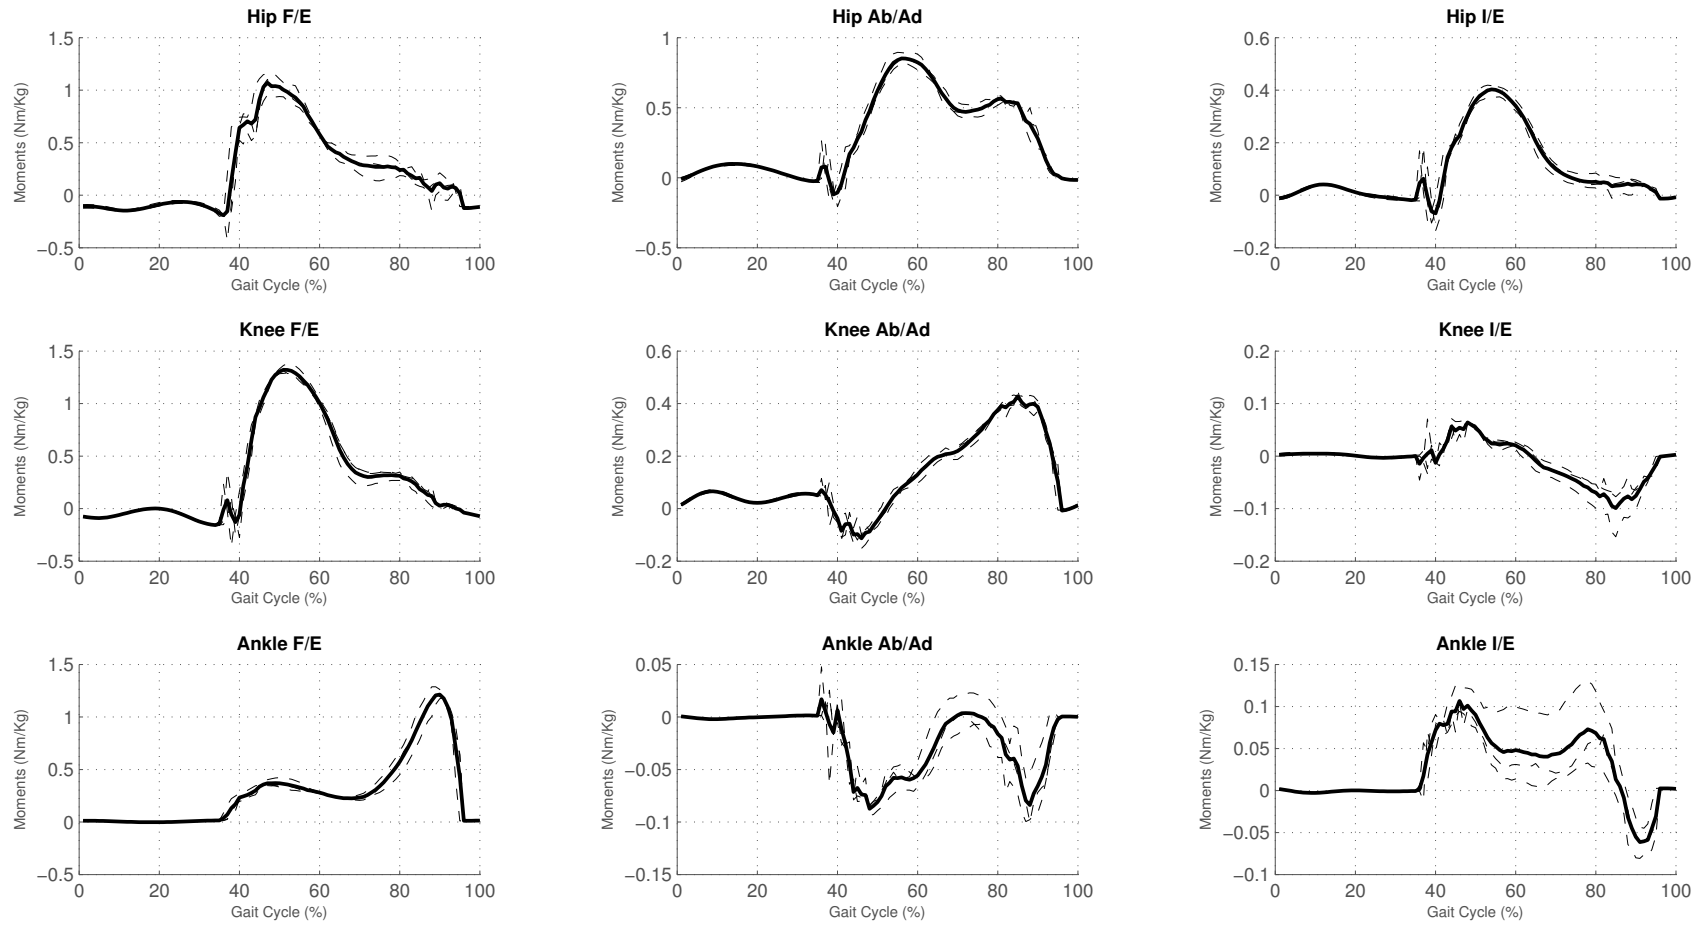 Hip F/E
Moments (Nm/Kg)
1.5
1
0.5
0
−0.5
0 20 40 60 80 100
Gait Cycle (%)
Hip Ab/Ad
Moments (Nm/Kg)
1
0.5
0
−0.5
0 20 40 60 80 100
Gait Cycle (%)
Hip I/E
Moments (Nm/Kg)
0.6
0.4
0.2
0
−0.2
0 20 40 60 80 100
Gait Cycle (%)
Knee F/E
Moments (Nm/Kg)
1.5
1
0.5
0
−0.5
0 20 40 60 80 100
Gait Cycle (%)
Knee Ab/Ad
Moments (Nm/Kg)
0.6
0.4
0.2
0
−0.2
0 20 40 60 80 100
Gait Cycle (%)
Knee I/E
Moments (Nm/Kg)
0.2
0.1
0
−0.1
−0.2
0 20 40 60 80 100
Gait Cycle (%)
Ankle F/E
Moments (Nm/Kg)
1.5
1
0.5
0
−0.5
0 20 40 60 80 100
Gait Cycle (%)
Ankle Ab/Ad
Moments (Nm/Kg)
0.05
0
−0.05
−0.1
−0.15
0 20 40 60 80 100
Gait Cycle (%)
Ankle I/E
Moments (Nm/Kg)
0.15
0.1
0.05
0
−0.05
−0.1
0 20 40 60 80 100
Gait Cycle (%)